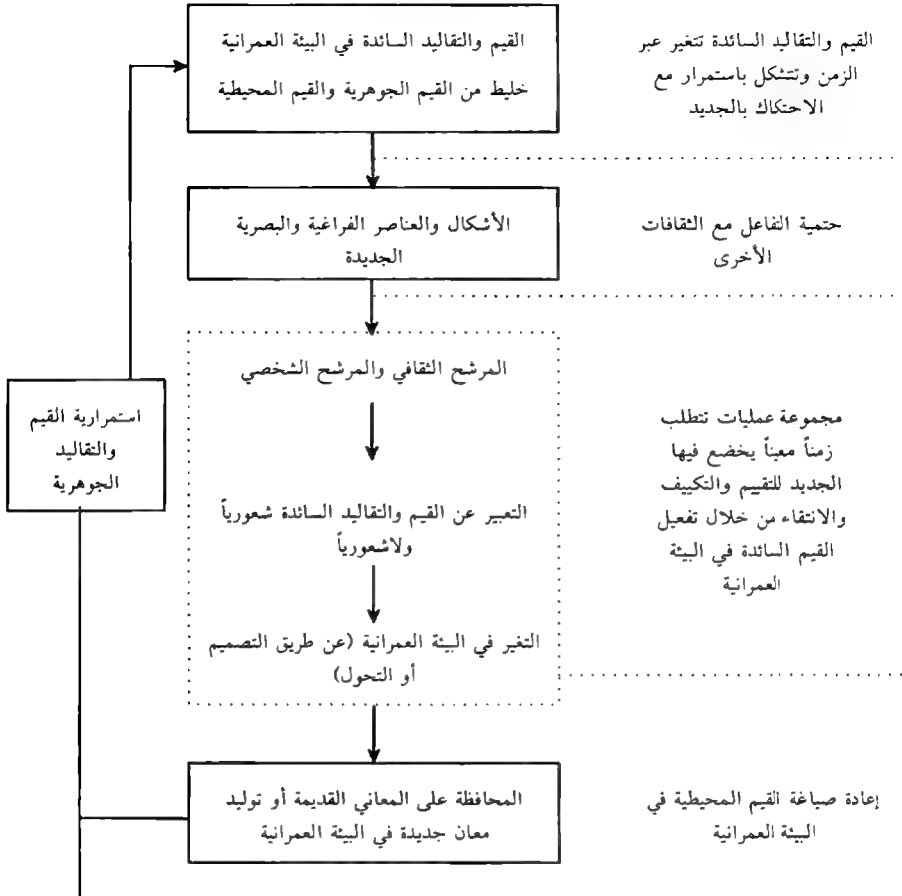 القيم والتقاليد السائدة تتغير عبر
الزمن وتتشكل باستمرار مع
الاحتكاك بالجديد
القيم والتقاليد السائدة في البيئة العمرانية
خليط من القيم الجوهرية والقيم المحيطية
حتمية التفاعل مع الثقافات
الأخرى
الأشكال والعناصر الفراغية والبصرية
الجديدة
مجموعة عمليات تتطلب
زمناً معيناً يخضع فيها
الجديد للتقييم والتكييف
والانتقاء من خلال تفعيل
القيم السائدة في البيئة
العمرانية
المرشح الثقافي والمرشح الشخصي
التعبير عن القيم والتقاليد السائدة شعورياً
ولاشعورياً
التغير في البيئة العمرانية (عن طريق التصميم
أو التحول)
استمرارية القيم
والتقاليد
الجوهرية
إعادة صياغة القيم المحيطية في
البيئة العمرانية
المحافظة على المعاني القديمة أو توليد
معان جديدة في البيئة العمرانية